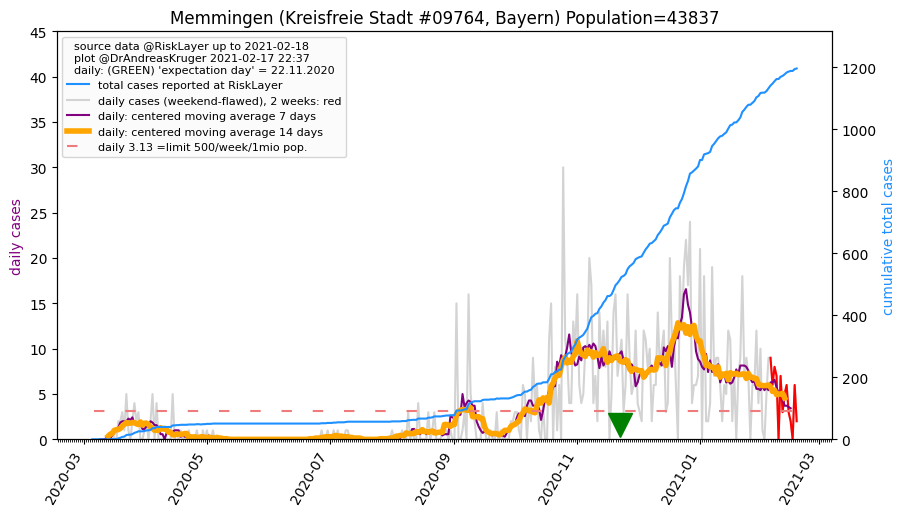 Memmingen (Kreisfreie Stadt #09764, Bayern) Population=43837
source data @RiskLayer up to 2021-02-18
plot @DrAndreasKruger 2021-02-17 22:37
daily: (GREEN) 'expectation day' = 22.11.2020
total cases reported at RiskLayer
daily cases (weekend-flawed), 2 weeks: red
daily: centered moving average 7 days
daily: centered moving average 14 days
daily 3.13 =limit 500/week/1mio pop.
daily cases
45
40
35
30
25
20
15
10
5
0
cumulative total cases
1200
1000
800
600
400
200
0
2020-03
2020-05
2020-07
2020-09
2020-11
2021-01
2021-03